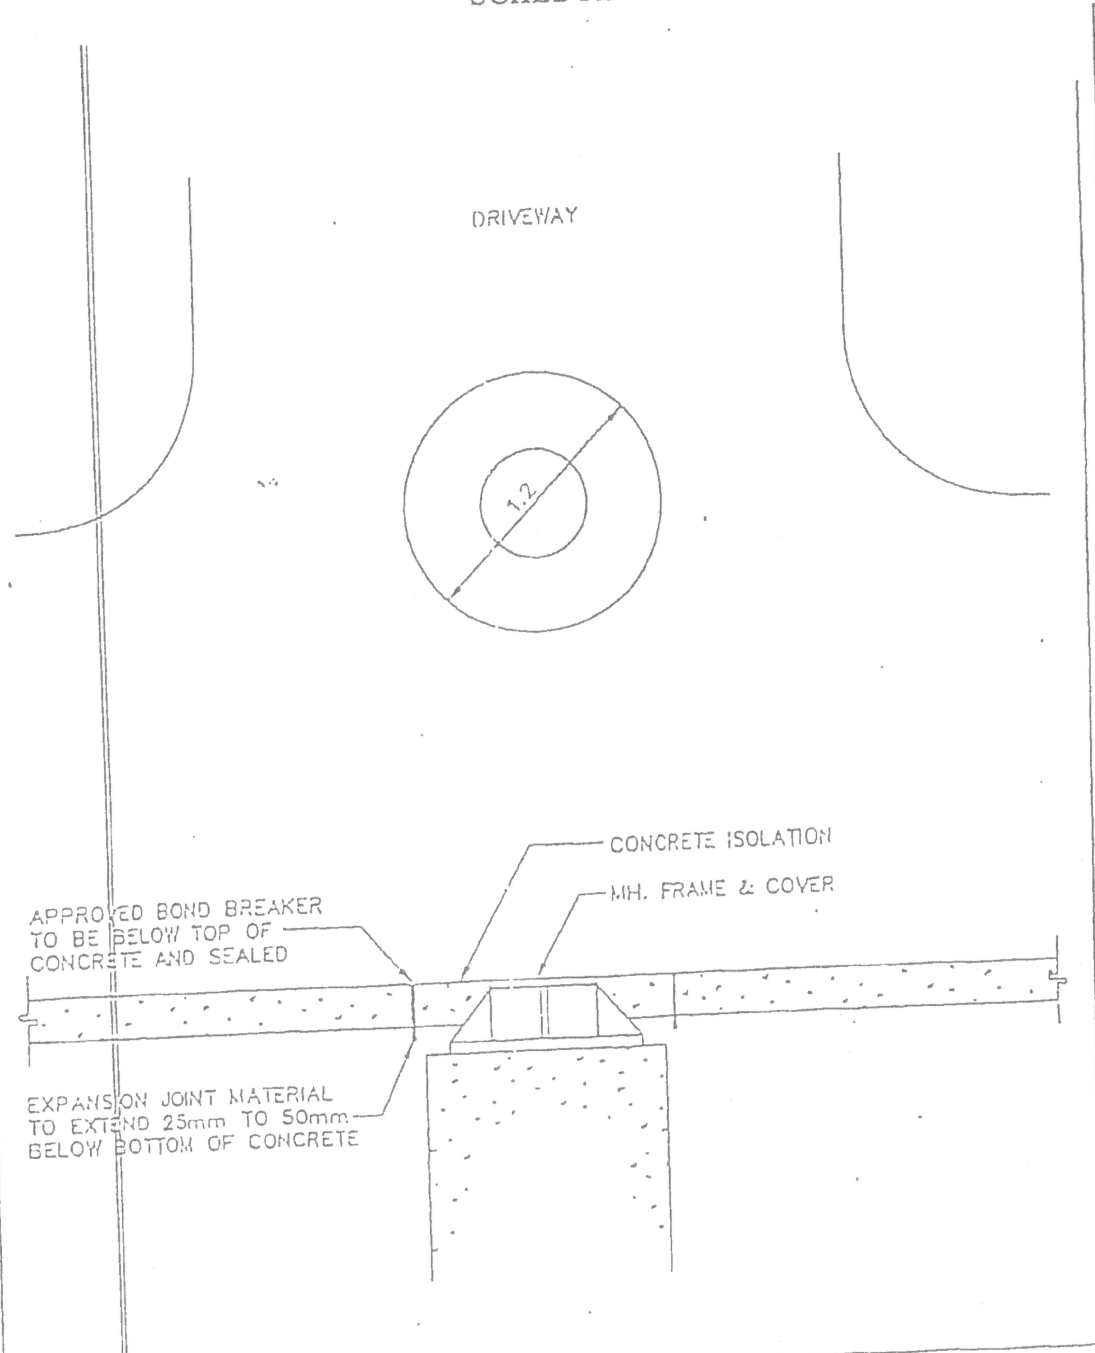 DRIVEWAY
1.2
CONCRETE ISOLATION
MH. FRAME & COVER
APPROVED BOND BREAKER
TO BE BELOW TOP OF
CONCRETE AND SEALED
EXPANSION JOINT MATERIAL
TO EXTEND 25mm TO 50mm
BELOW BOTTOM OF CONCRETE